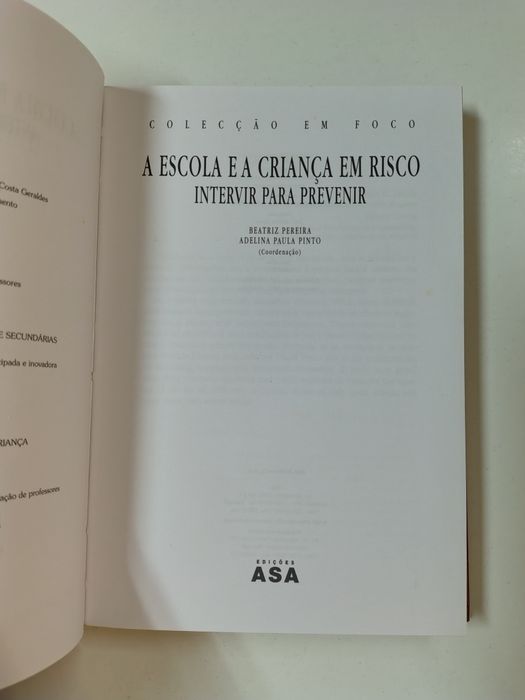 Costa Geraldes
mento
ssores
E SECUNDÁRIAS
cipada e inovadora
RIANÇA
ação de professores
COLECÇÃO EM FOCO
A ESCOLA E A CRIANÇA EM RISCO
INTERVIR PARA PREVENIR
BEATRIZ PEREIRA
ADELINA PAULA PINTO
(Coordenação)
EDIÇÕES
ASA